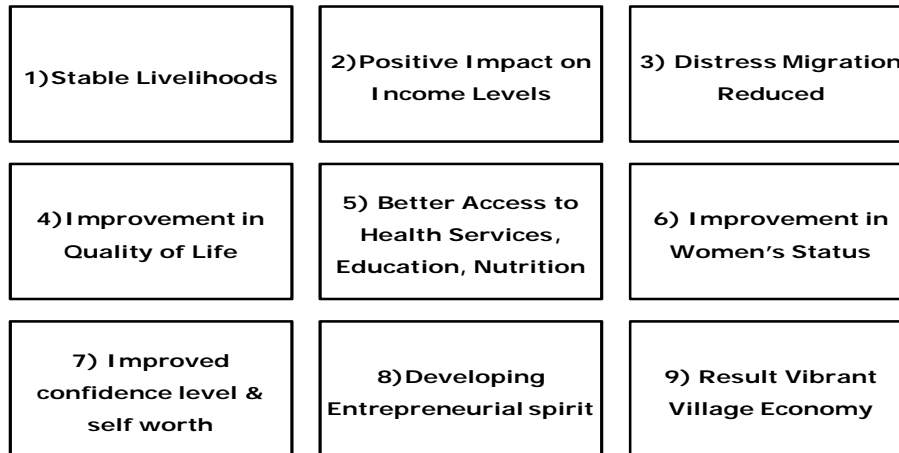 1)Stable Livelihoods
2)Positive Impact on
Income Levels
3) Distress Migration
Reduced
4)Improvement in
Quality of Life
5) Better Access to
Health Services,
Education, Nutrition
6) Improvement in
Women's Status
7) Improved
confidence level &
self worth
8)Developing
Entrepreneurial spirit
9) Result Vibrant
Village Economy